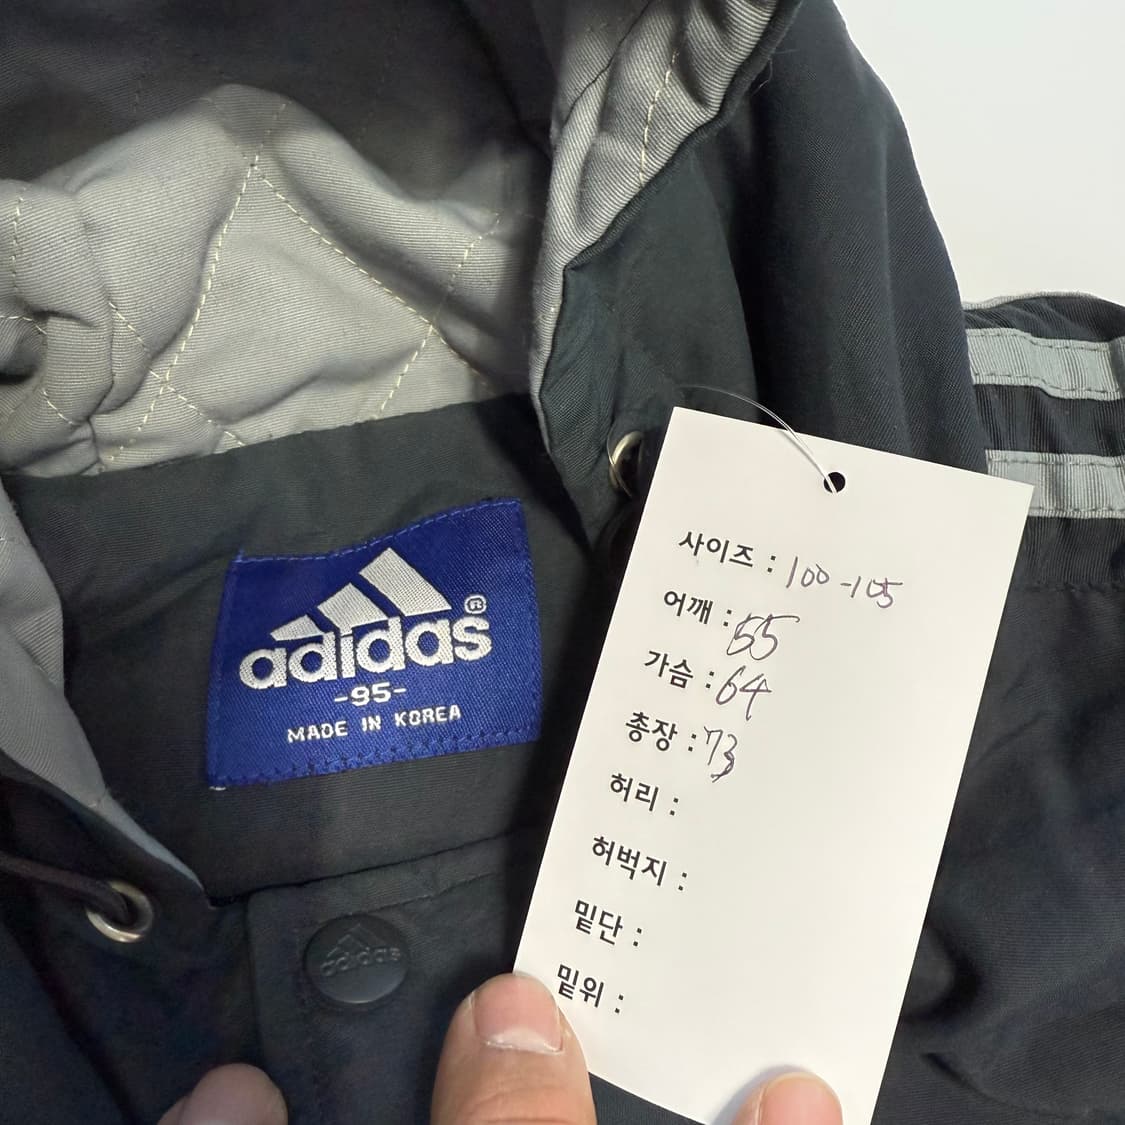 adidas®
-95-
MADE IN KOREA
adidas
사이즈 : 100-105
어깨 : 55
가슴 : 64
총장 : 73
허리 :
허벅지 :
밑단 :
밑위 :